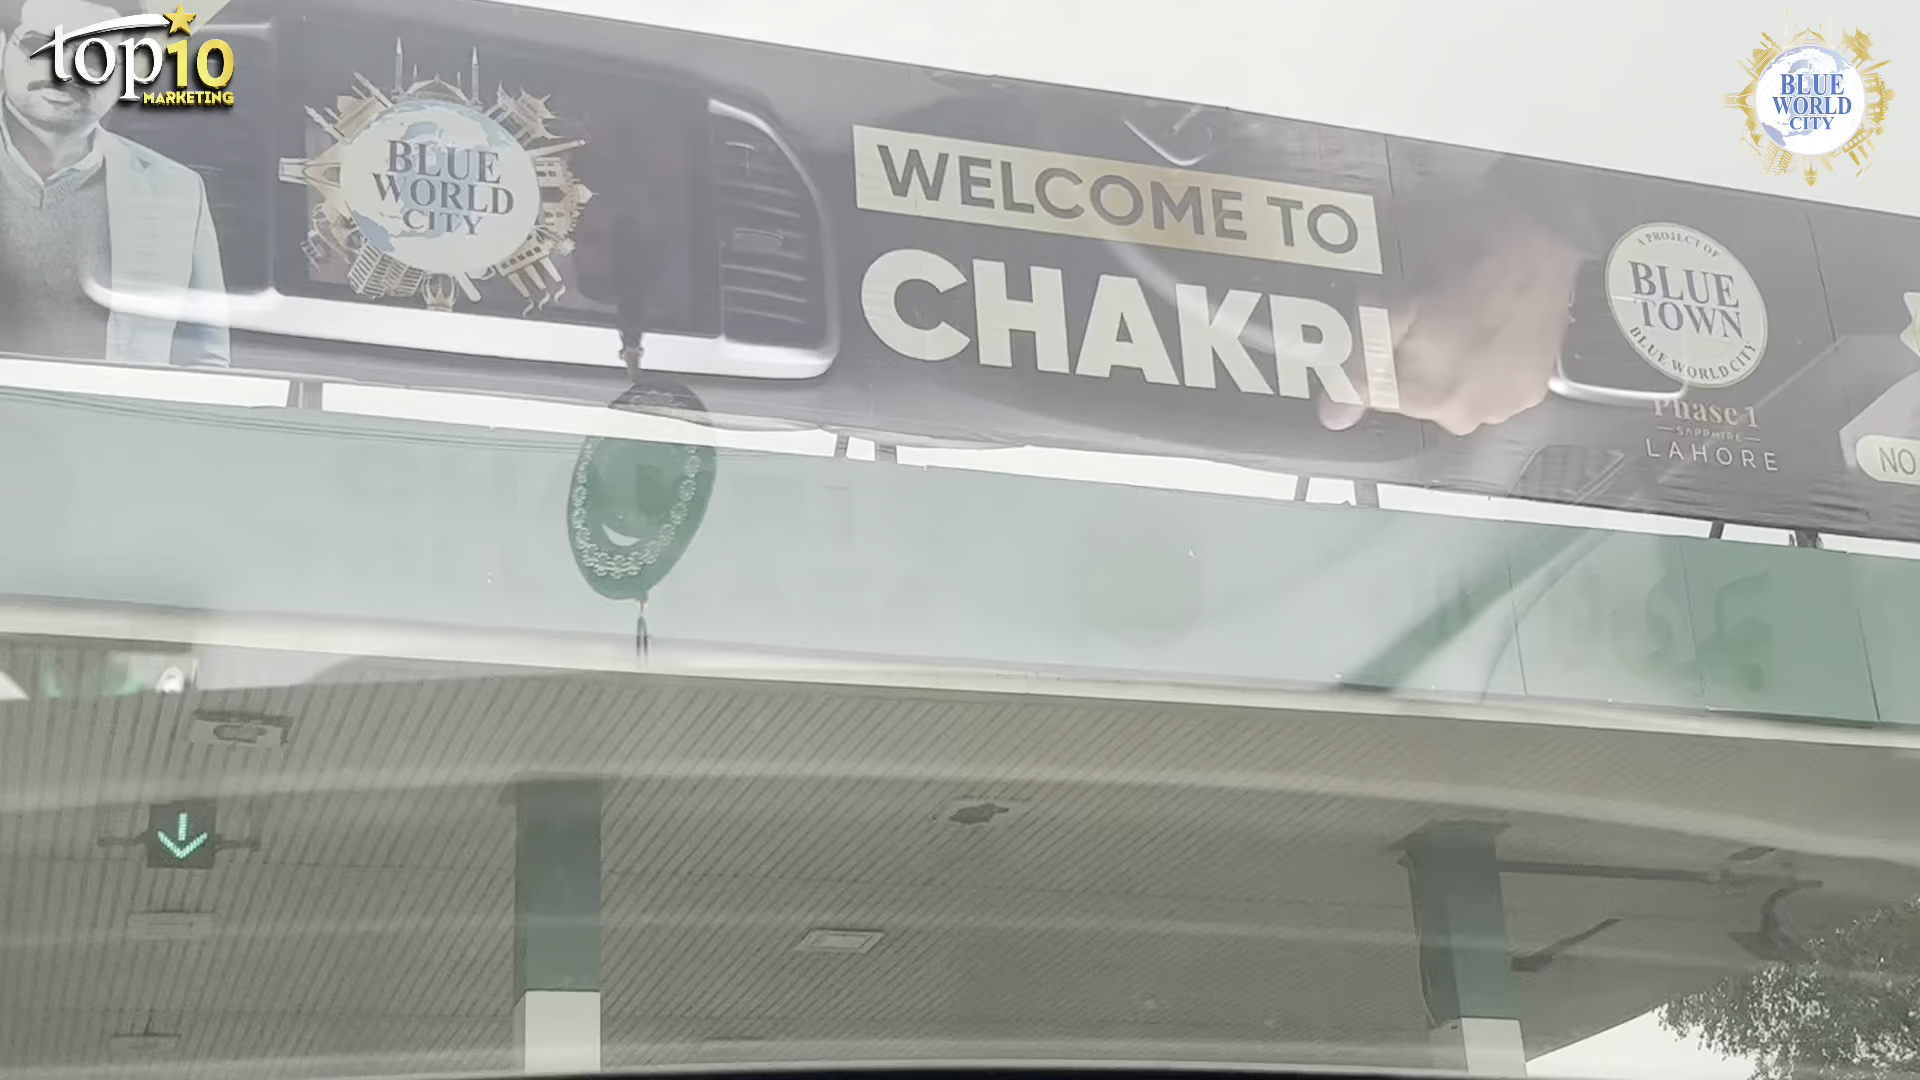 top10
MARKETING
BLUE
WORLD
CITY
BLUE
WORLD
CITY
WELCOME TO
CHAKRI
A PROJECT OF
BLUE
TOWN
BLUE WORLD CITY
Phase 1
SAPPHIRE
LAHORE
NO